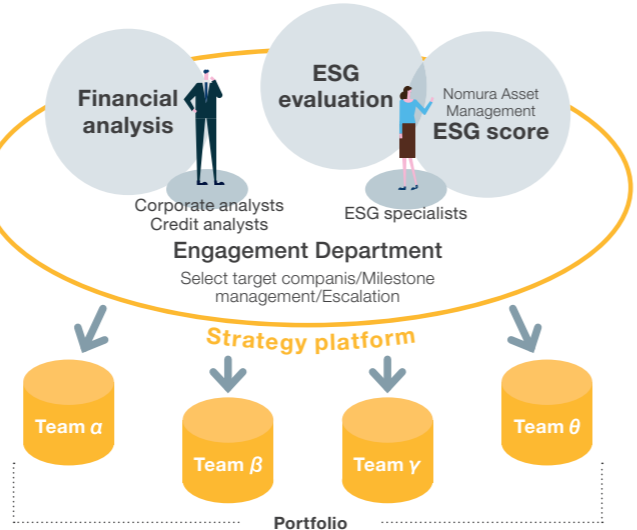 Financial
analysis
ESG
evaluation
Nomura Asset
Management
ESG score
Corporate analysts
Credit analysts
ESG specialists
Engagement Department
Select target companis/Milestone
management/Escalation
Strategy platform
Team α
Team β
Team γ
Team θ
Portfolio